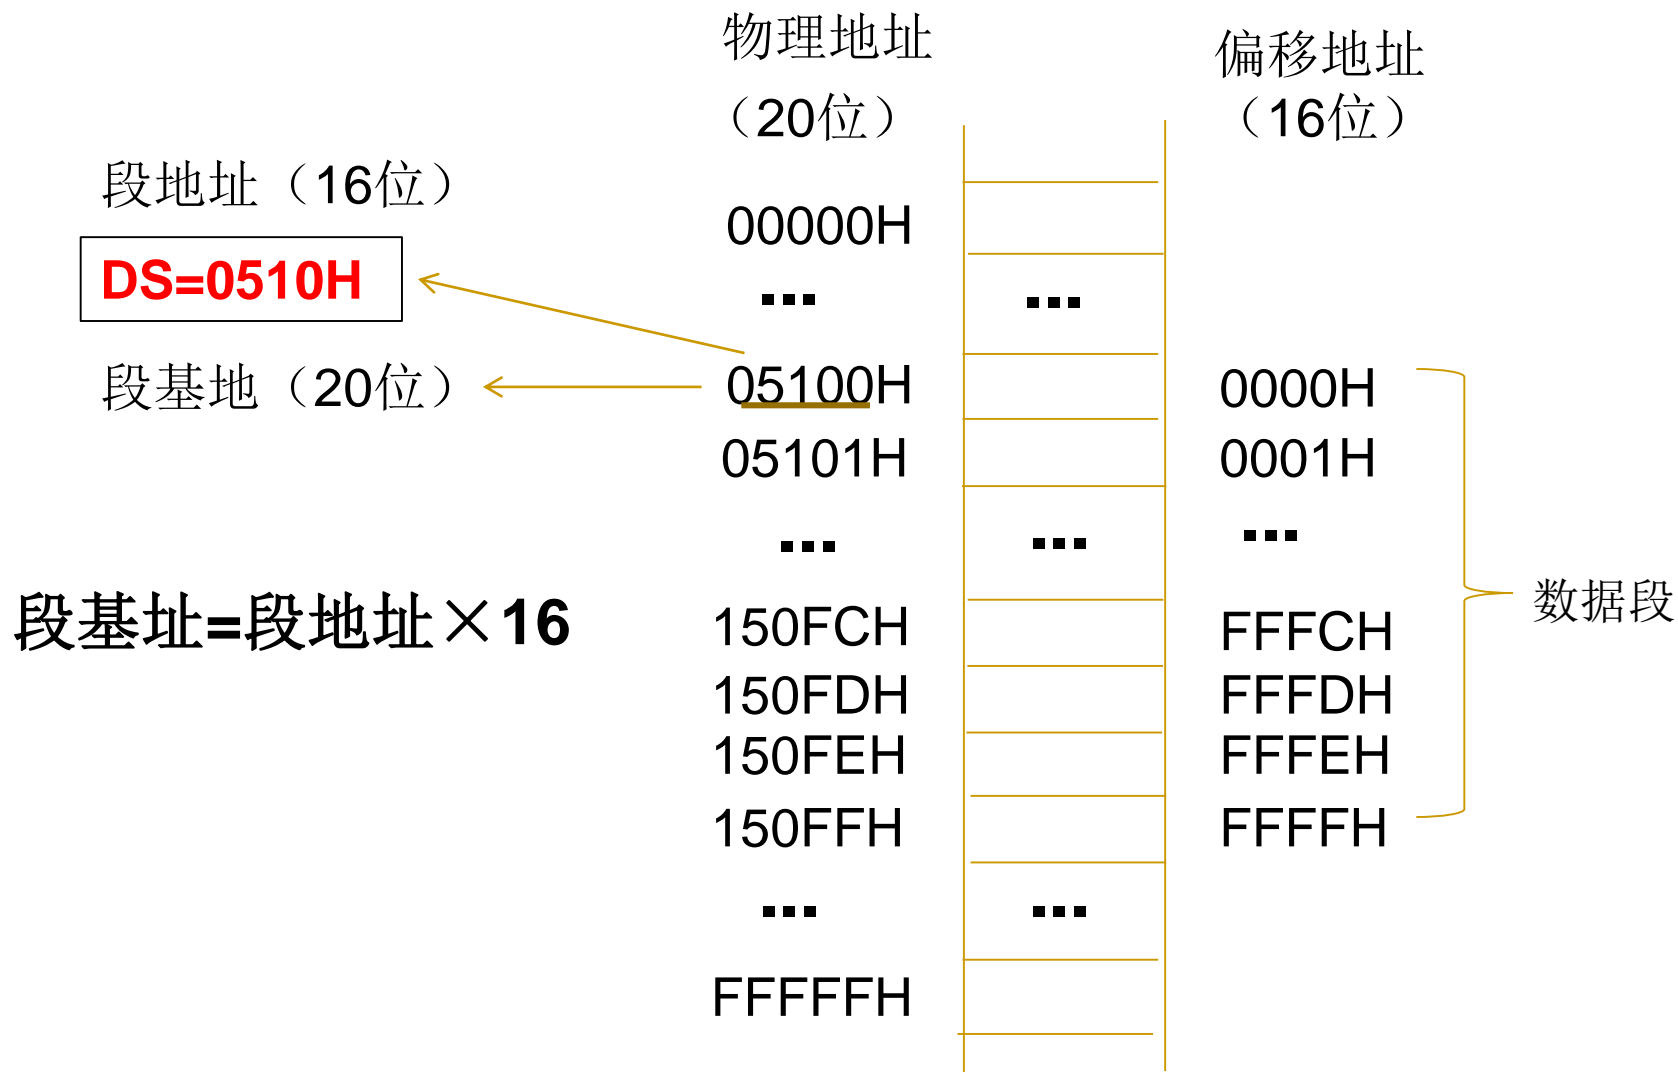 物理地址
（20位）
偏移地址
（16位）
段地址（16位）
DS=0510H
段基地（20位）
段基址=段地址×16
00000H
...
...
05100H
0000H
05101H
0001H
...
...
...
150FCH
FFFCH
150FDH
FFFDH
150FEH
FFFEH
150FFH
FFFFH
...
...
FFFFFH
数据段